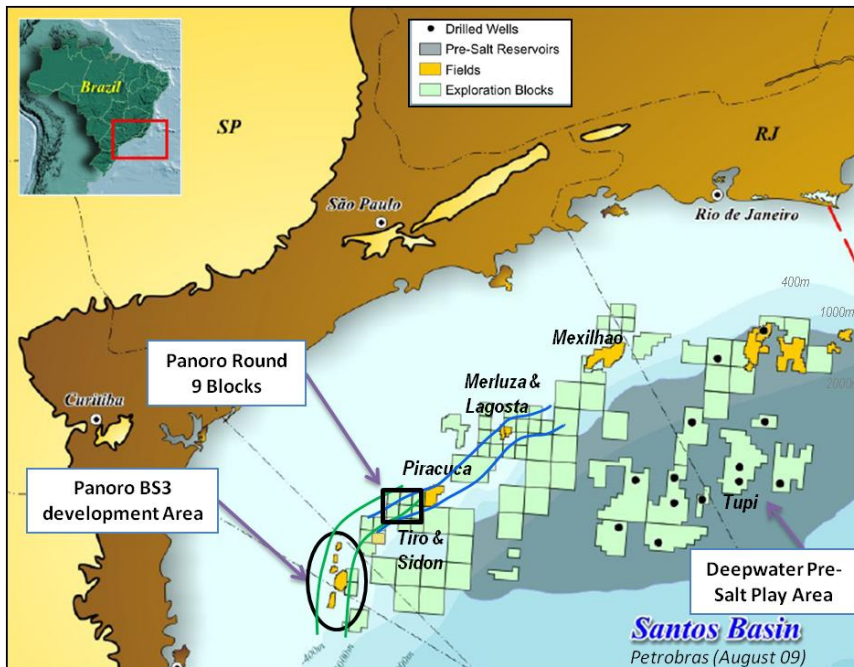 Brazil
Drilled Wells
Pre-Salt Reservoirs
Fields
Exploration Blocks
SP
RJ
São Paulo
Rio de Janeiro
400m
1000m
2000m
Mexilhao
Panoro Round
9 Blocks
Merluza &
Lagosta
Curitiba
Piracuca
Panoro BS3
development Area
Tiro &
Sidon
Tupi
Deepwater Pre-
Salt Play Area
-400m
Santos Basin
Petrobras (August 09)